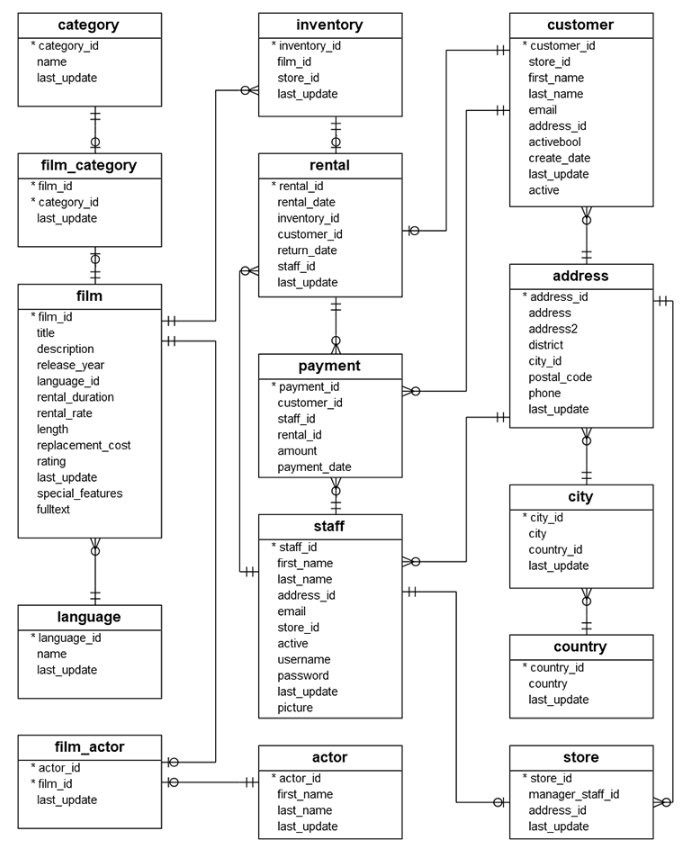 category
* category_id
name
last_update
film_category
* film_id
* category_id
last_update
film
* film_id
title
description
release_year
language_id
rental_duration
rental_rate
length
replacement_cost
rating
last_update
special_features
fulltext
language
* language_id
name
last_update
film_actor
* actor_id
* film_id
last_update
inventory
* inventory_id
film_id
store_id
last_update
rental
* rental_id
rental_date
inventory_id
customer_id
return_date
staff_id
last_update
payment
* payment_id
customer_id
staff_id
rental_id
amount
payment_date
staff
* staff_id
first_name
last_name
address_id
email
store_id
active
username
password
last_update
picture
actor
* actor_id
first_name
last_name
last_update
customer
* customer_id
store_id
first_name
last_name
email
address_id
activebool
create_date
last_update
active
address
* address_id
address
address2
district
city_id
postal_code
phone
last_update
city
* city_id
city
country_id
last_update
country
* country_id
country
last_update
store
* store_id
manager_staff_id
address_id
last_update